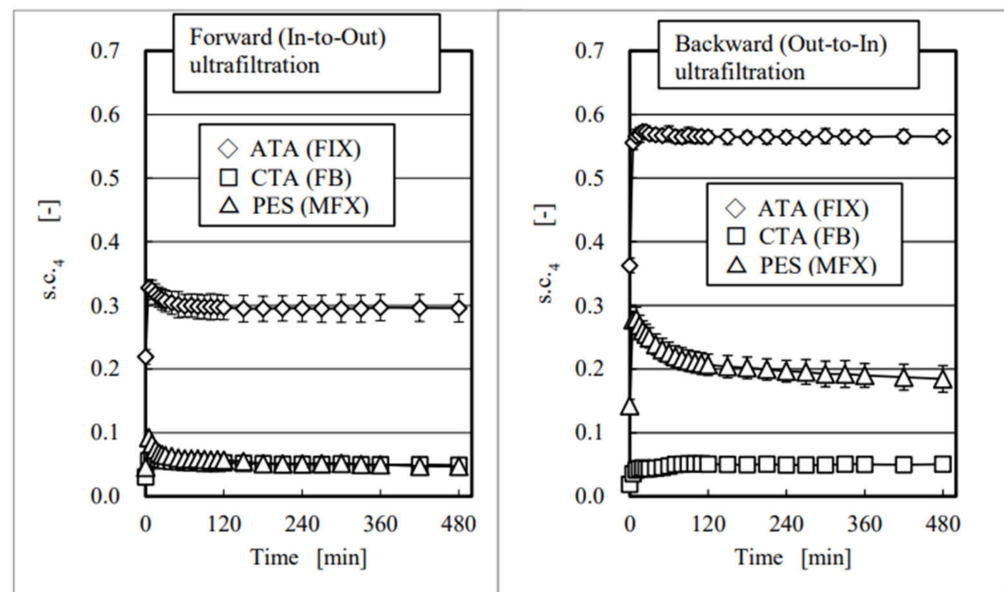 Forward (In-to-Out)
ultrafiltration
0.7
0.6
0.5
0.4
0.3
0.2
0.1
0.0
s.c.4 [-]
ATA (FIX)
CTA (FB)
PES (MFX)
0 120 240 360 480
Time [min]
Backward (Out-to-In)
ultrafiltration
0.7
0.6
0.5
0.4
0.3
0.2
0.1
0.0
s.c.4 [-]
ATA (FIX)
CTA (FB)
PES (MFX)
0 120 240 360 480
Time [min]